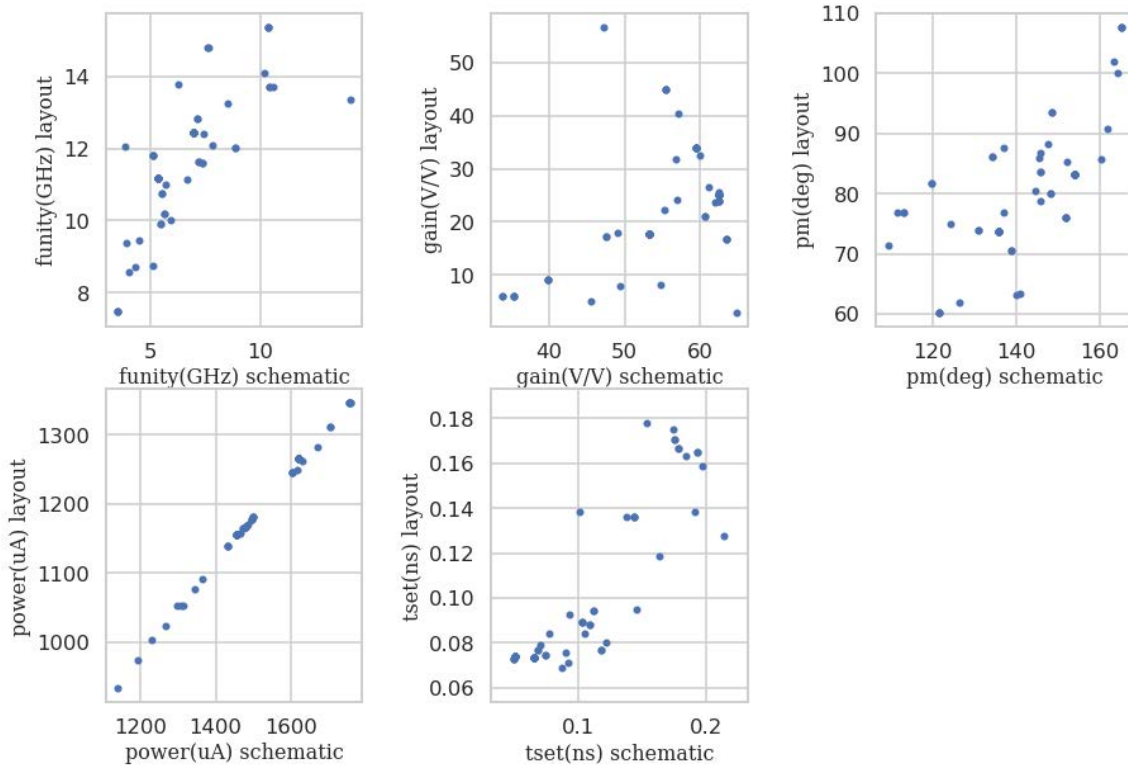 funity(GHz) layout
14
12
10
8
5 10
funity(GHz) schematic
gain(V/V) layout
50
40
30
20
10
40 50 60
gain(V/V) schematic
pm(deg) layout
110
100
90
80
70
60
120 140 160
pm(deg) schematic
power(uA) layout
1300
1200
1100
1000
1200 1400 1600
power(uA) schematic
tset(ns) layout
0.18
0.16
0.14
0.12
0.10
0.08
0.06
0.1 0.2
tset(ns) schematic